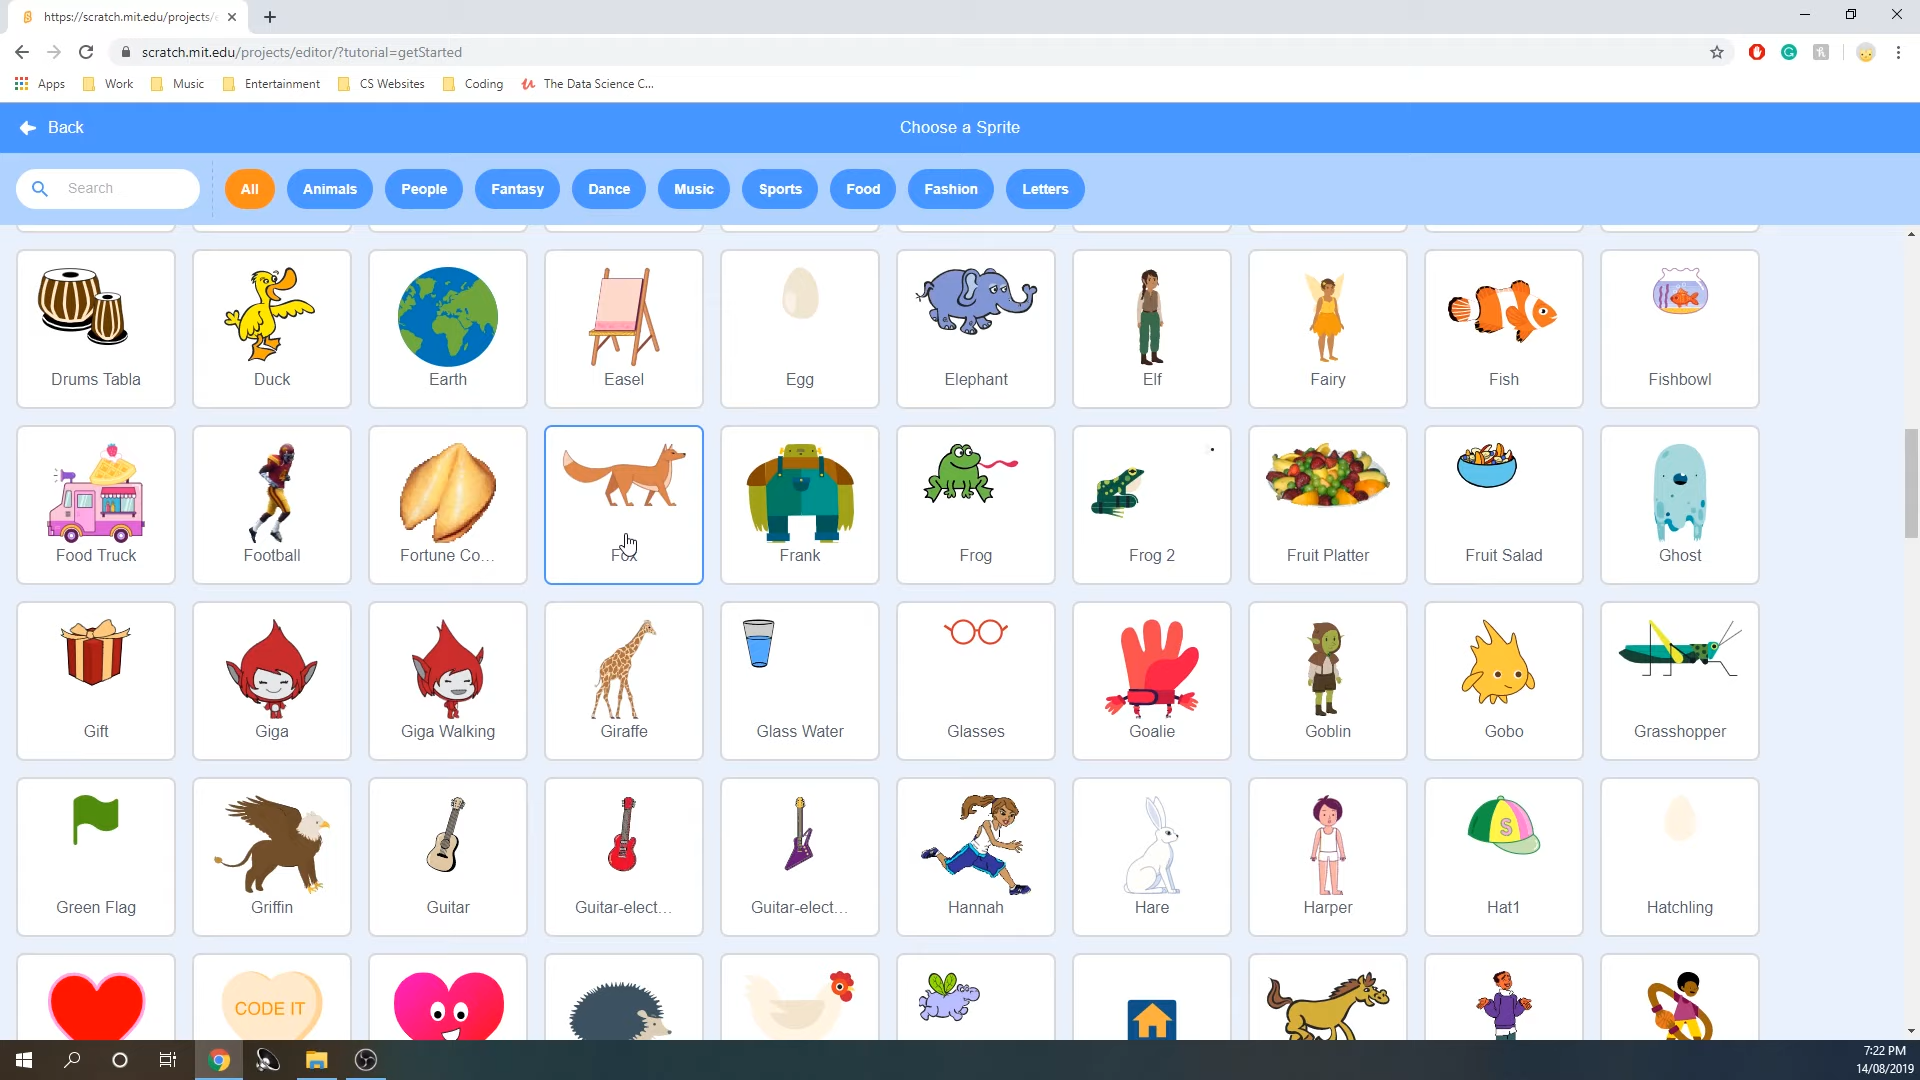 https://scratch.mit.edu/projects/e
scratch.mit.edu/projects/editor/?tutorial=getStarted
Apps Work Music Entertainment CS Websites Coding The Data Science C...
Back Choose a Sprite
Search All Animals People Fantasy Dance Music Sports Food Fashion Letters
Drums Tabla Duck Earth Easel Egg Elephant Elf Fairy Fish Fishbowl
Food Truck Football Fortune Co... Fox Frank Frog Frog 2 Fruit Platter Fruit Salad Ghost
Gift Giga Giga Walking Giraffe Glass Water Glasses Goalie Goblin Gobo Grasshopper
S
Green Flag Griffin Guitar Guitar-elect... Guitar-elect... Hannah Hare Harper Hat1 Hatchling
CODE IT
7:22 PM
14/08/2019